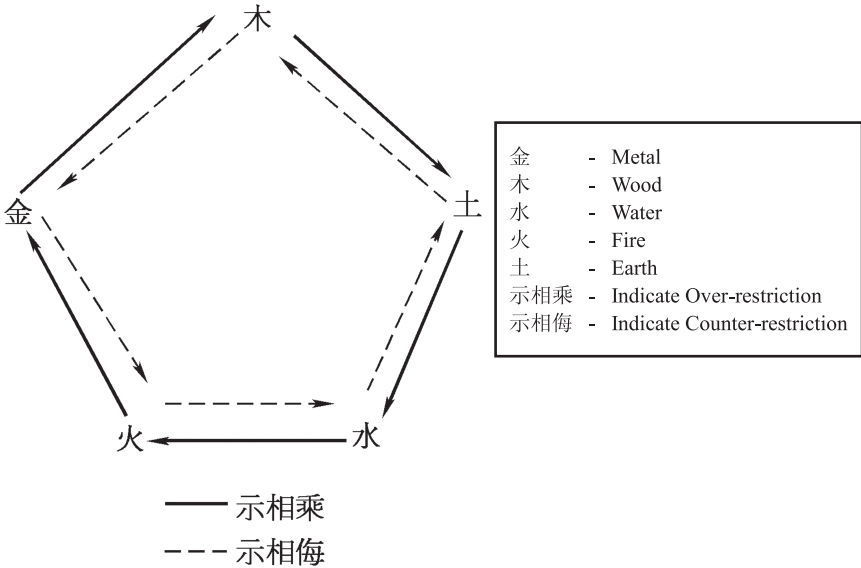 木
金
土
火
水
金 - Metal
木 - Wood
水 - Water
火 - Fire
土 - Earth
示相乘 - Indicate Over-restriction
示相侮 - Indicate Counter-restriction
示相乘
示相侮